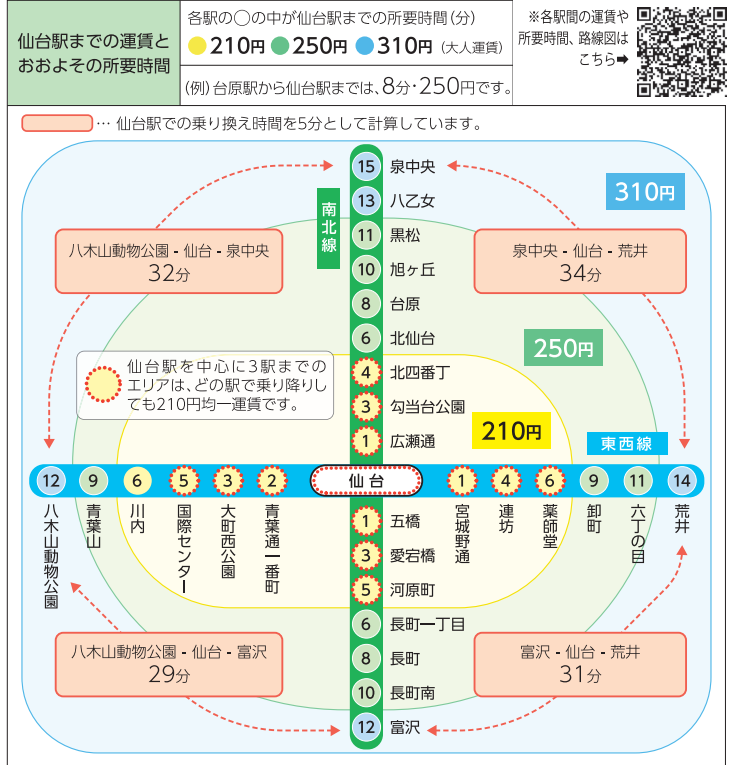 仙台駅までの運賃と
おおよその所要時間
各駅の○の中が仙台駅までの所要時間(分)
210円 250円 310円 (大人運賃)
(例)台原駅から仙台駅までは、8分・250円です。
※各駅間の運賃や
所要時間、路線図は
こちら➡
… 仙台駅での乗り換え時間を5分として計算しています。
南北線
15 泉中央
13 八乙女
11 黒松
10 旭ヶ丘
8 台原
6 北仙台
4 北四番丁
3 勾当台公園
1 広瀬通
310円
250円
210円
八木山動物公園 - 仙台 - 泉中央
32分
泉中央 - 仙台 - 荒井
34分
仙台駅を中心に3駅までの
エリアは、どの駅で乗り降りし
ても210円均一運賃です。
東西線
12 八木山動物公園
9 青葉山
6 川内
5 国際センター
3 大町西公園
2 青葉通一番町
仙台
1 宮城野通
4 連坊
6 薬師堂
9 卸町
11 六丁の目
14 荒井
1 五橋
3 愛宕橋
5 河原町
6 長町一丁目
8 長町
10 長町南
12 富沢
八木山動物公園 - 仙台 - 富沢
29分
富沢 - 仙台 - 荒井
31分